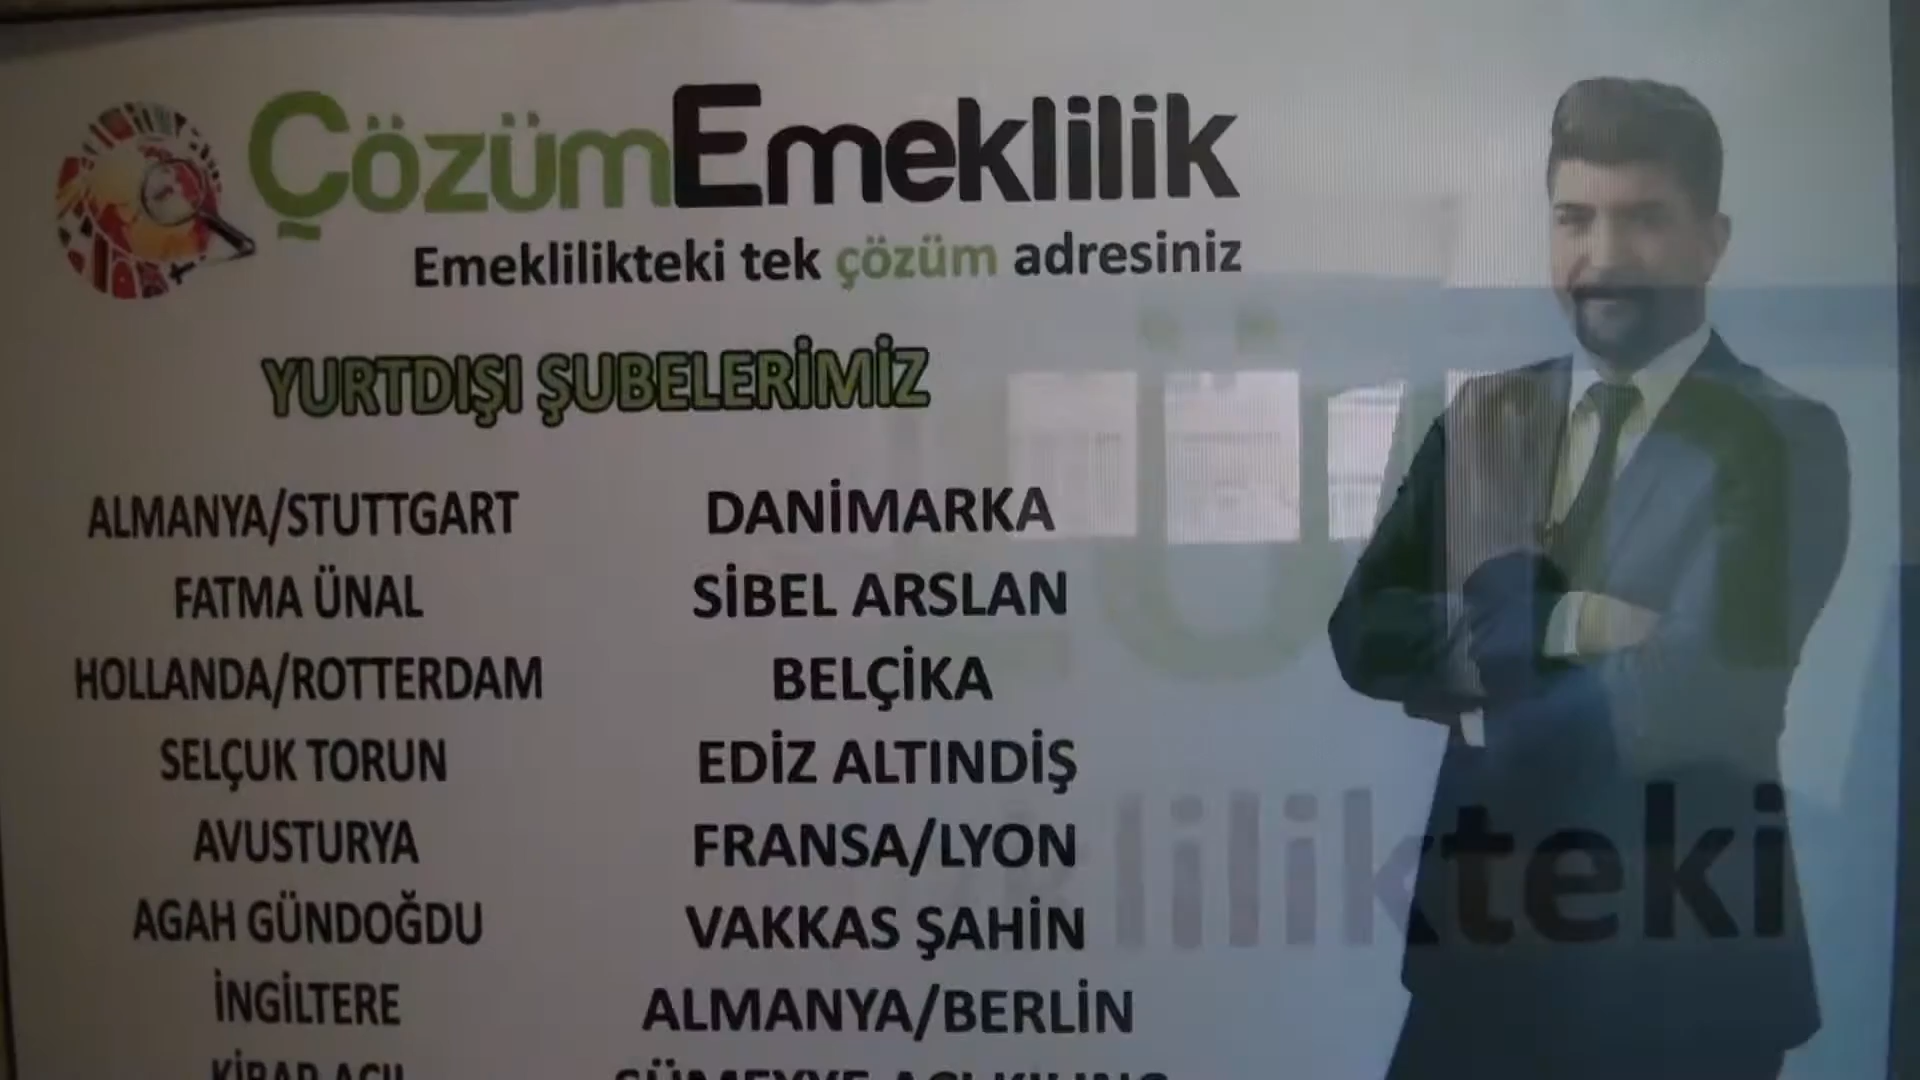 ÇözümEmeklilik
Emeklilikteki tek çözüm adresiniz
YURTDIŞI ŞUBELERİMİZ
ALMANYA/STUTTGART
FATMA ÜNAL
HOLLANDA/ROTTERDAM
SELÇUK TORUN
AVUSTURYA
AGAH GÜNDOĞDU
İNGİLTERE
DANİMARKA
SİBEL ARSLAN
BELÇİKA
EDİZ ALTINDİŞ
FRANSA/LYON
VAKKAS ŞAHİN
ALMANYA/BERLİN
likteki